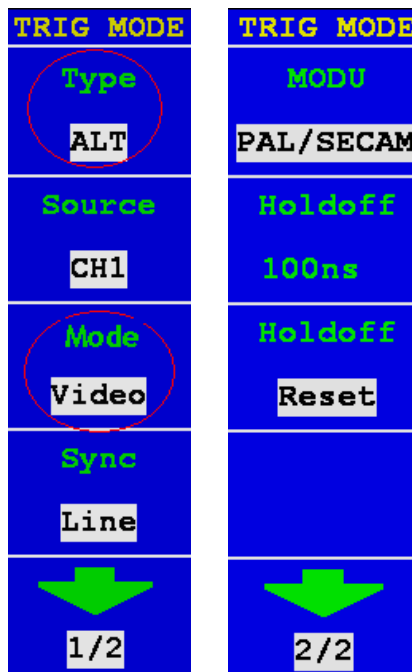 TRIG MODE
Type
ALT
Source
CH1
Mode
Video
Sync
Line
1/2
TRIG MODE
MODU
PAL/SECAM
Holdoff
100ns
Holdoff
Reset
2/2